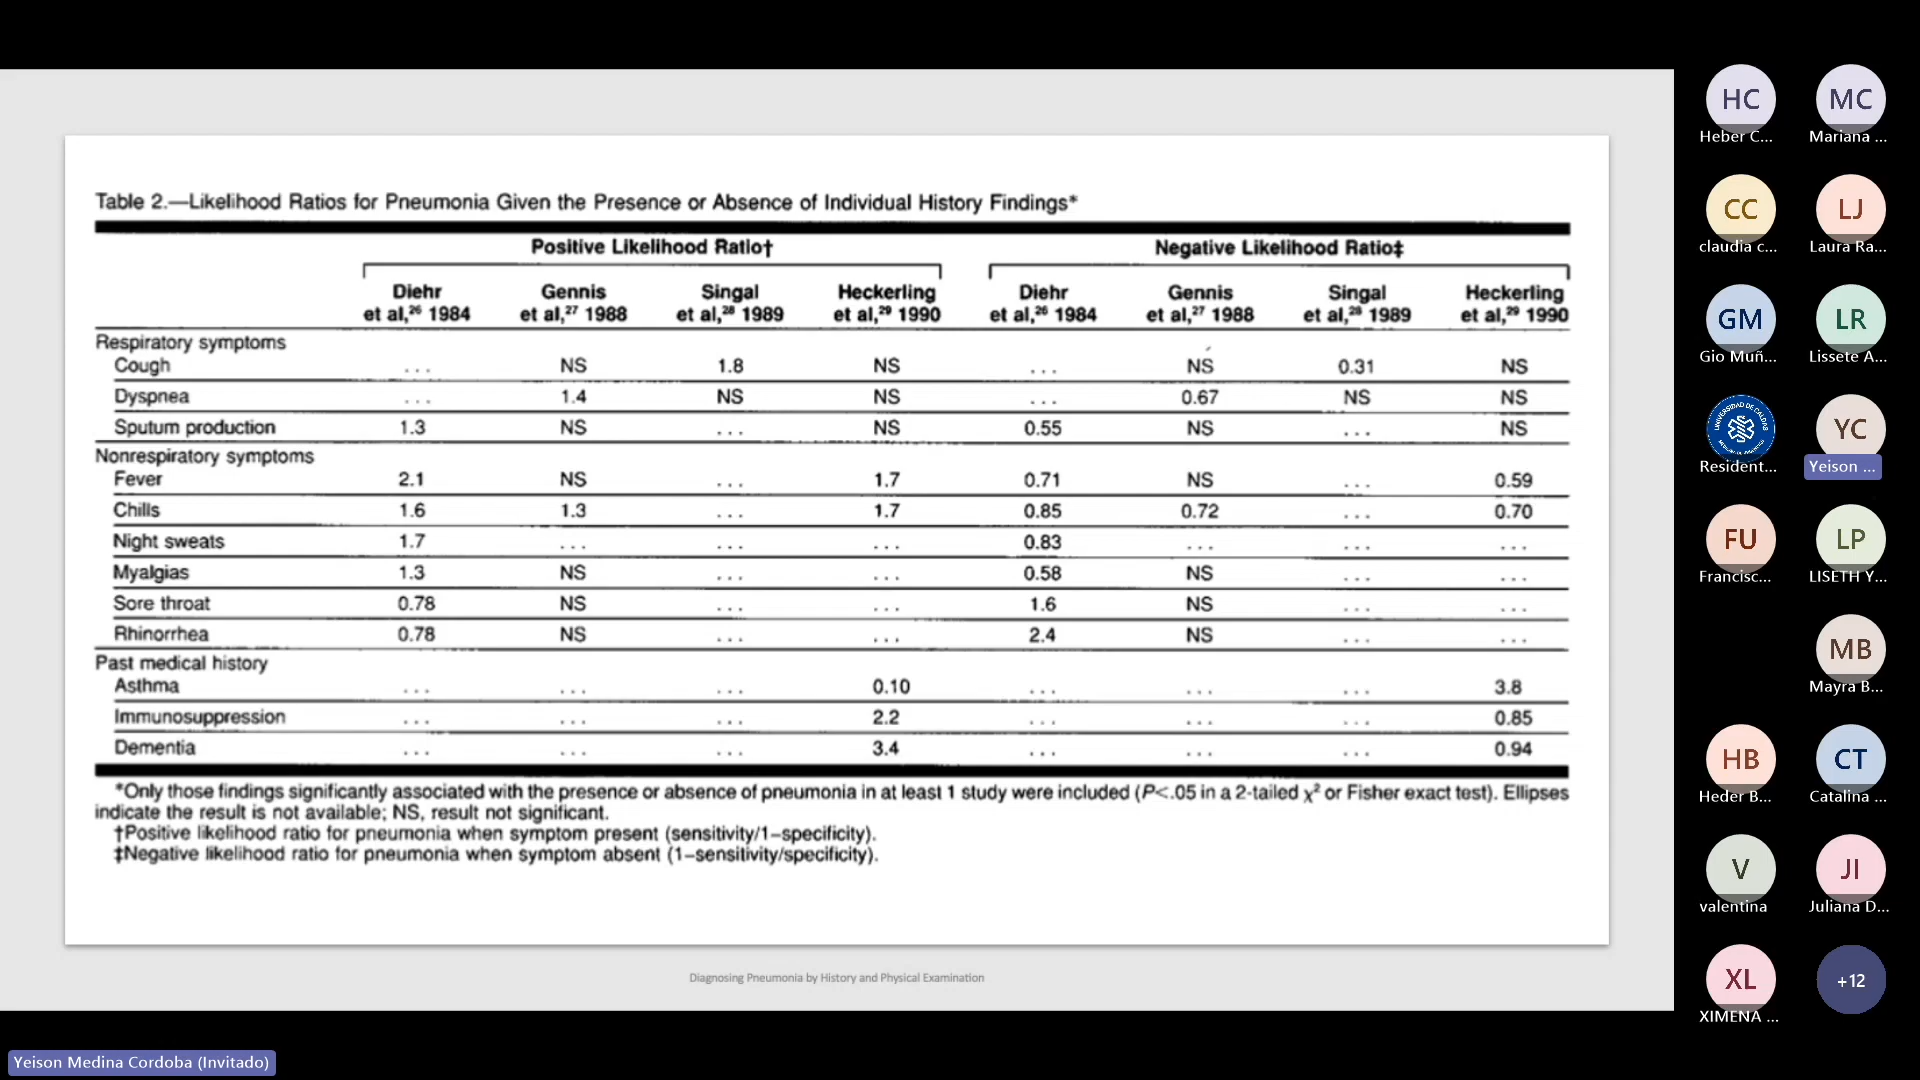 Table 2.—Likelihood Ratios for Pneumonia Given the Presence or Absence of Individual History Findings*
Positive Likelihood Ratio† Negative Likelihood Ratio‡
Diehr et al,²⁶ 1984 Gennis et al,²⁷ 1988 Singal et al,²⁸ 1989 Heckerling et al,²⁹ 1990 Diehr et al,²⁶ 1984 Gennis et al,²⁷ 1988 Singal et al,²⁸ 1989 Heckerling et al,²⁹ 1990
Respiratory symptoms
Cough ... NS 1.8 NS ... NS 0.31 NS
Dyspnea ... 1.4 NS NS ... 0.67 NS NS
Sputum production 1.3 NS ... NS 0.55 NS ... NS
Nonrespiratory symptoms
Fever 2.1 NS ... 1.7 0.71 NS ... 0.59
Chills 1.6 1.3 ... 1.7 0.85 0.72 ... 0.70
Night sweats 1.7 ... ... ... 0.83 ... ... ...
Myalgias 1.3 NS ... ... 0.58 NS ... ...
Sore throat 0.78 NS ... ... 1.6 NS ... ...
Rhinorrhea 0.78 NS ... ... 2.4 NS ... ...
Past medical history
Asthma ... ... ... 0.10 ... ... ... 3.8
Immunosuppression ... ... ... 2.2 ... ... ... 0.85
Dementia ... ... ... 3.4 ... ... ... 0.94
*Only those findings significantly associated with the presence or absence of pneumonia in at least 1 study were included (P<.05 in a 2-tailed χ² or Fisher exact test). Ellipses
indicate the result is not available; NS, result not significant.
†Positive likelihood ratio for pneumonia when symptom present (sensitivity/1–specificity).
‡Negative likelihood ratio for pneumonia when symptom absent (1–sensitivity/specificity).
Diagnosing Pneumonia by History and Physical Examination
HC MC
Heber C... Mariana ...
CC LJ
claudia c... Laura Ra...
GM LR
Gio Muñ... Lissete A...
UNIVERSIDAD DE CALDAS YC
Resident... Yeison ...
FU LP
Francisc... LISETH Y...
MB
Mayra B...
HB CT
Heder B... Catalina ...
V JI
valentina Juliana D...
XL +12
XIMENA ...
Yeison Medina Cordoba (Invitado)